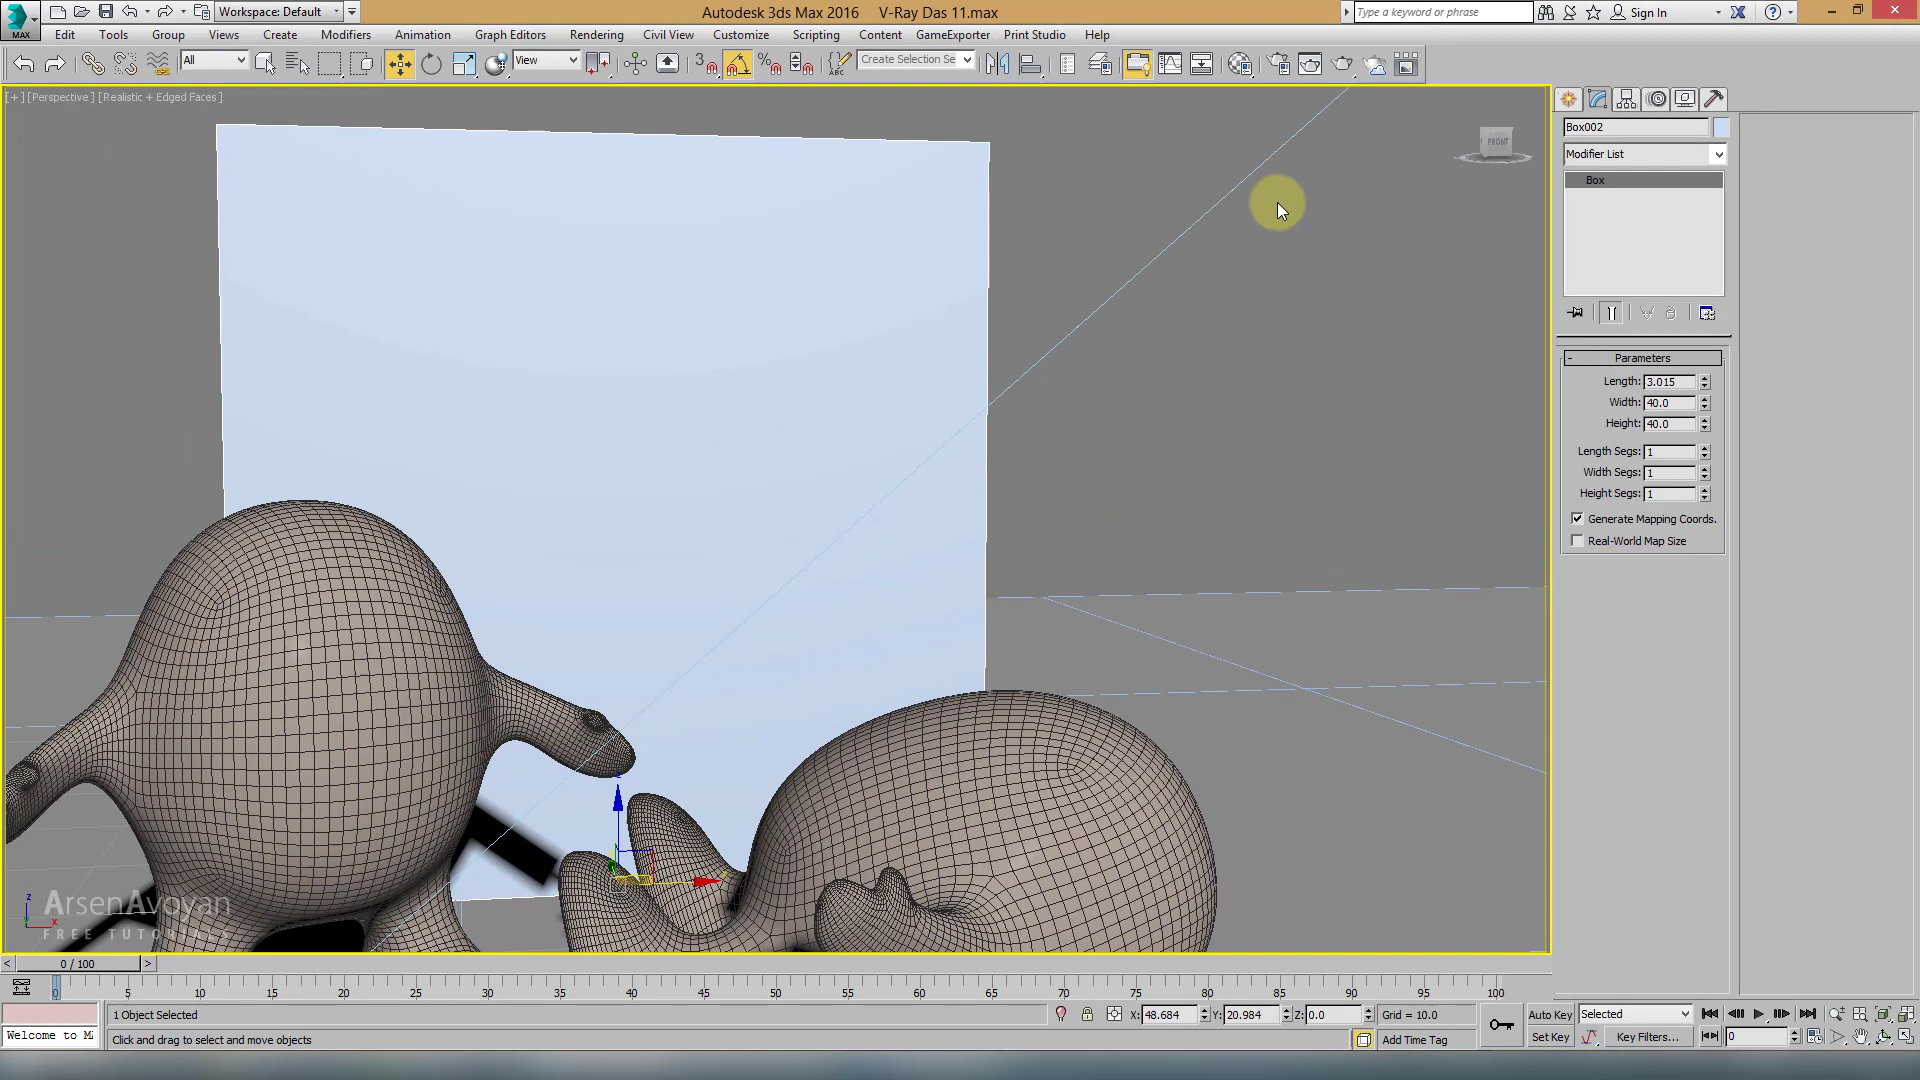 Workspace: Default
Autodesk 3ds Max 2016 V-Ray Das 11.max
Type a keyword or phrase
Sign In
MAX
Edit Tools Group Views Create Modifiers Animation Graph Editors Rendering Civil View Customize Scripting Content GameExporter Print Studio Help
All
View
3
ABC
Create Selection Se
[+] [Perspective] [Realistic + Edged Faces]
FRONT
Box002
Modifier List
Box
Parameters
Length: 3.015
Width: 40.0
Height: 40.0
Length Segs: 1
Width Segs: 1
Height Segs: 1
Generate Mapping Coords.
Real-World Map Size
z
x
ArsenAvoyan
FREE TUTORIALS
< 0 / 100 >
0 5 10 15 20 25 30 35 40 45 50 55 60 65 70 75 80 85 90 95 100
1 Object Selected
X: 48.684 Y: 20.984 Z: 0.0
Grid = 10.0
Auto Key
Selected
Welcome to M
Click and drag to select and move objects
Add Time Tag
Set Key
Key Filters...
0